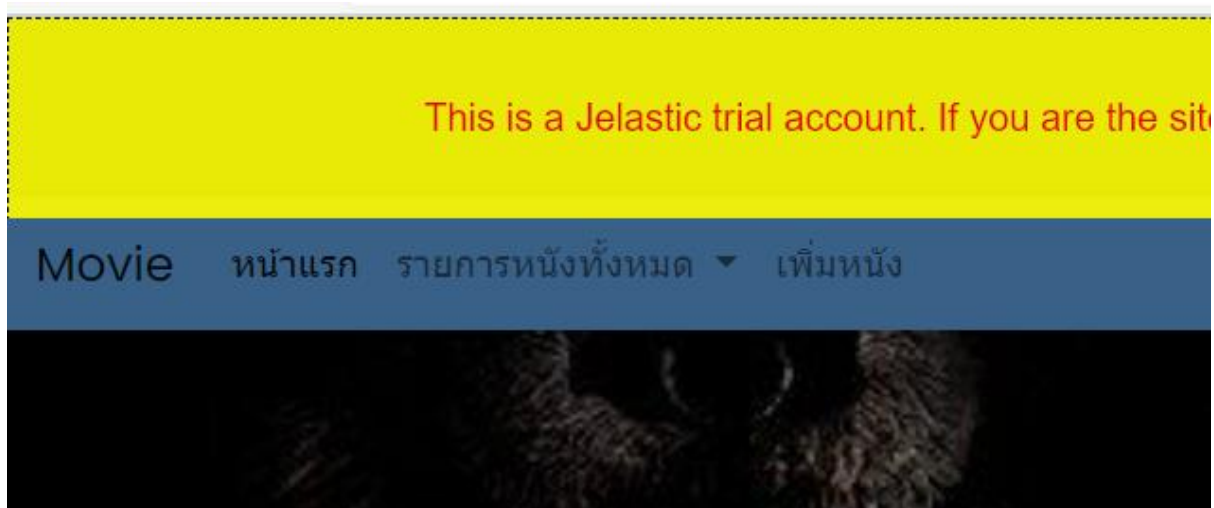 This is a Jelastic trial account. If you are the site
Movie หน้าแรก รายการหนังทั้งหมด เพิ่มหนัง